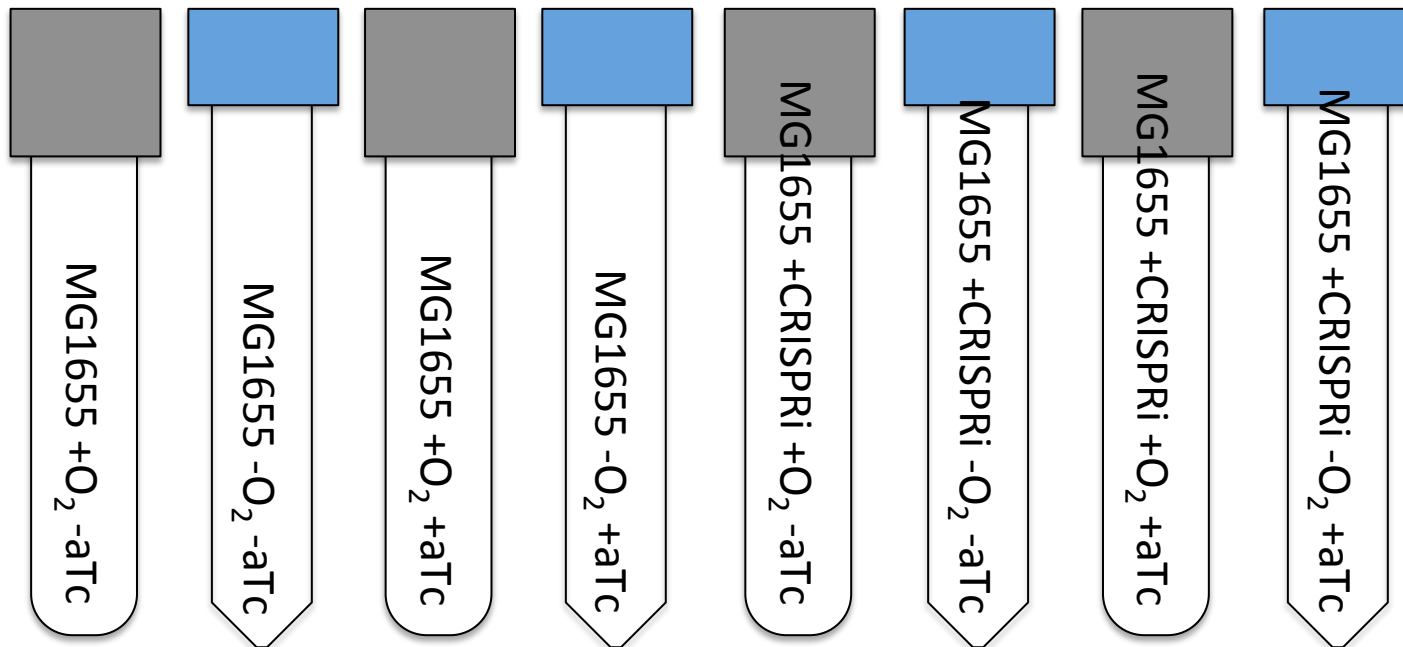 MG1655 +O₂ -aTc
MG1655 -O₂ -aTc
MG1655 +O₂ +aTc
MG1655 -O₂ +aTc
MG1655 +CRISPRi +O₂ -aTc
MG1655 +CRISPRi -O₂ -aTc
MG1655 +CRISPRi +O₂ +aTc
MG1655 +CRISPRi -O₂ +aTc